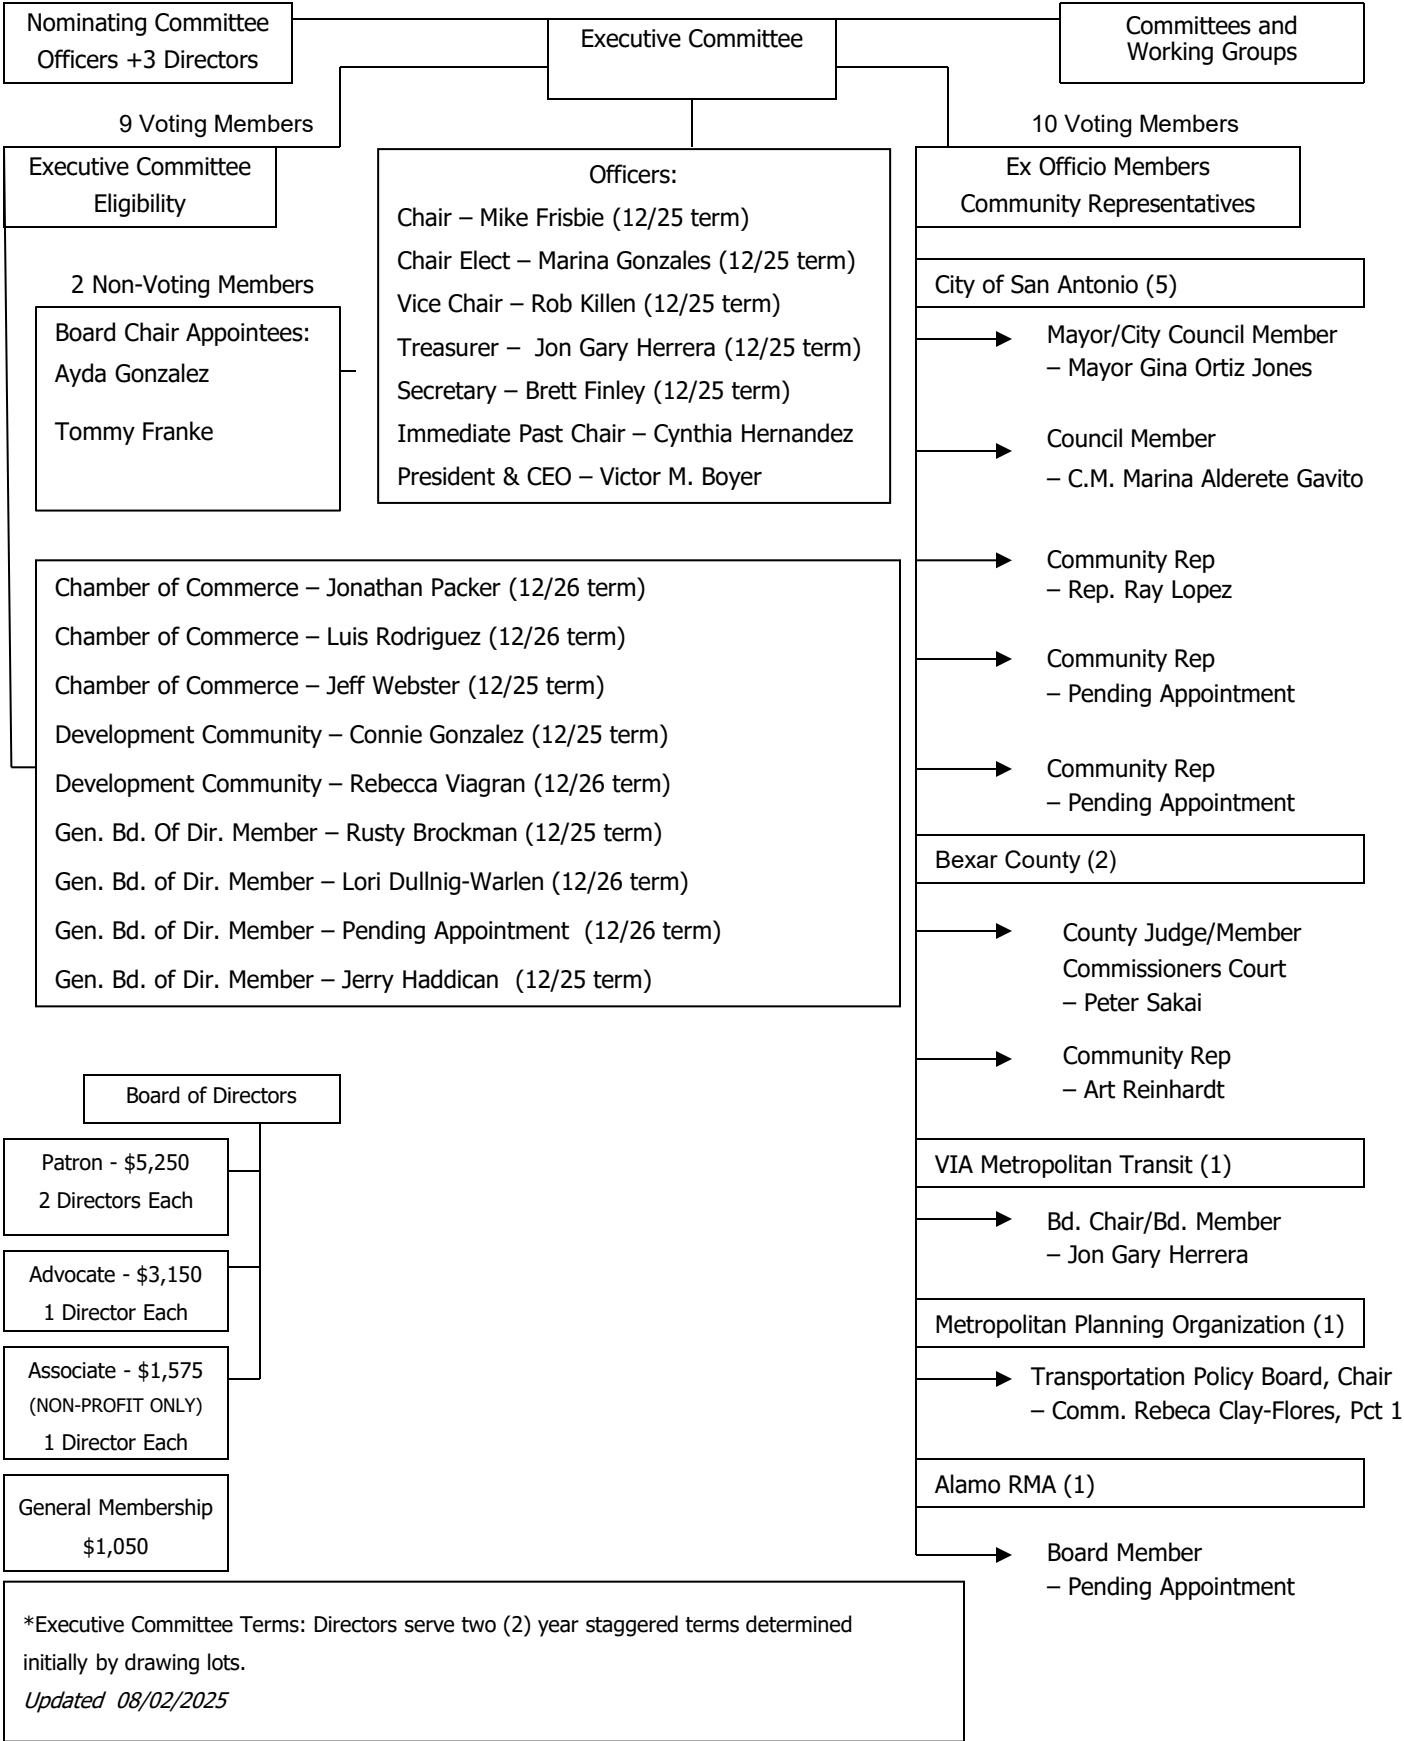 Nominating Committee
Officers +3 Directors
Executive Committee
Committees and
Working Groups
9 Voting Members
10 Voting Members
Executive Committee
Eligibility
2 Non-Voting Members
Board Chair Appointees:
Ayda Gonzalez
Tommy Franke
Officers:
Chair – Mike Frisbie (12/25 term)
Chair Elect – Marina Gonzales (12/25 term)
Vice Chair – Rob Killen (12/25 term)
Treasurer – Jon Gary Herrera (12/25 term)
Secretary – Brett Finley (12/25 term)
Immediate Past Chair – Cynthia Hernandez
President & CEO – Victor M. Boyer
Chamber of Commerce – Jonathan Packer (12/26 term)
Chamber of Commerce – Luis Rodriguez (12/26 term)
Chamber of Commerce – Jeff Webster (12/25 term)
Development Community – Connie Gonzalez (12/25 term)
Development Community – Rebecca Viagran (12/26 term)
Gen. Bd. Of Dir. Member – Rusty Brockman (12/25 term)
Gen. Bd. of Dir. Member – Lori Dullnig-Warlen (12/26 term)
Gen. Bd. of Dir. Member – Pending Appointment (12/26 term)
Gen. Bd. of Dir. Member – Jerry Haddican (12/25 term)
Ex Officio Members
Community Representatives
City of San Antonio (5)
Mayor/City Council Member
– Mayor Gina Ortiz Jones
Council Member
– C.M. Marina Alderete Gavito
Community Rep
– Rep. Ray Lopez
Community Rep
– Pending Appointment
Community Rep
– Pending Appointment
Bexar County (2)
County Judge/Member
Commissioners Court
– Peter Sakai
Community Rep
– Art Reinhardt
VIA Metropolitan Transit (1)
Bd. Chair/Bd. Member
– Jon Gary Herrera
Metropolitan Planning Organization (1)
Transportation Policy Board, Chair
– Comm. Rebeca Clay-Flores, Pct 1
Alamo RMA (1)
Board Member
– Pending Appointment
Board of Directors
Patron - $5,250
2 Directors Each
Advocate - $3,150
1 Director Each
Associate - $1,575
(NON-PROFIT ONLY)
1 Director Each
General Membership
$1,050
*Executive Committee Terms: Directors serve two (2) year staggered terms determined
initially by drawing lots.
Updated 08/02/2025